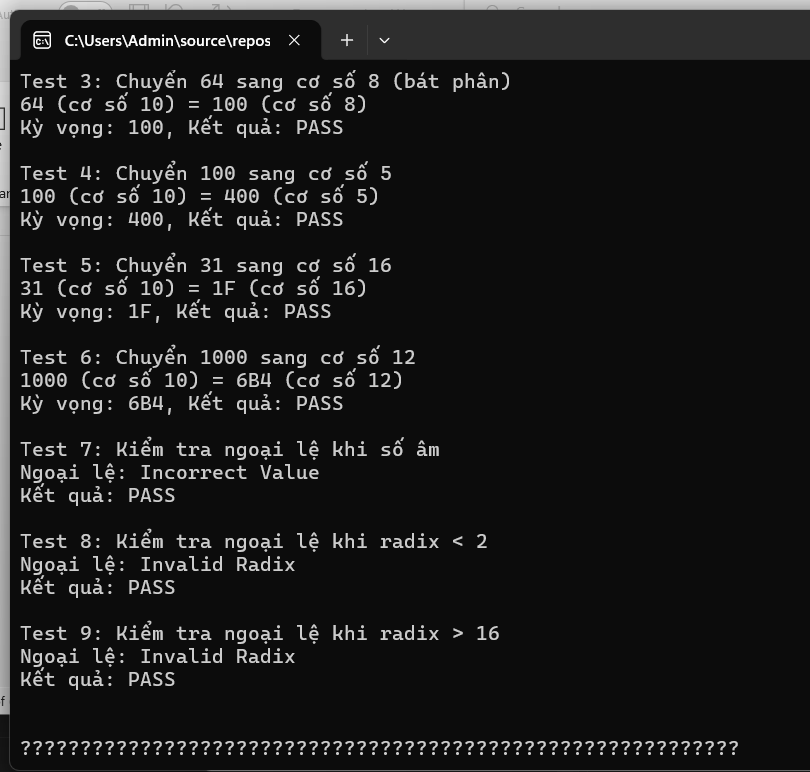 C:\Users\Admin\source\repos
Test 3: Chuyển 64 sang cơ số 8 (bát phân)
64 (cơ số 10) = 100 (cơ số 8)
Kỳ vọng: 100, Kết quả: PASS
Test 4: Chuyển 100 sang cơ số 5
100 (cơ số 10) = 400 (cơ số 5)
Kỳ vọng: 400, Kết quả: PASS
Test 5: Chuyển 31 sang cơ số 16
31 (cơ số 10) = 1F (cơ số 16)
Kỳ vọng: 1F, Kết quả: PASS
Test 6: Chuyển 1000 sang cơ số 12
1000 (cơ số 10) = 6B4 (cơ số 12)
Kỳ vọng: 6B4, Kết quả: PASS
Test 7: Kiểm tra ngoại lệ khi số âm
Ngoại lệ: Incorrect Value
Kết quả: PASS
Test 8: Kiểm tra ngoại lệ khi radix < 2
Ngoại lệ: Invalid Radix
Kết quả: PASS
Test 9: Kiểm tra ngoại lệ khi radix > 16
Ngoại lệ: Invalid Radix
Kết quả: PASS
????????????????????????????????????????????????????????????